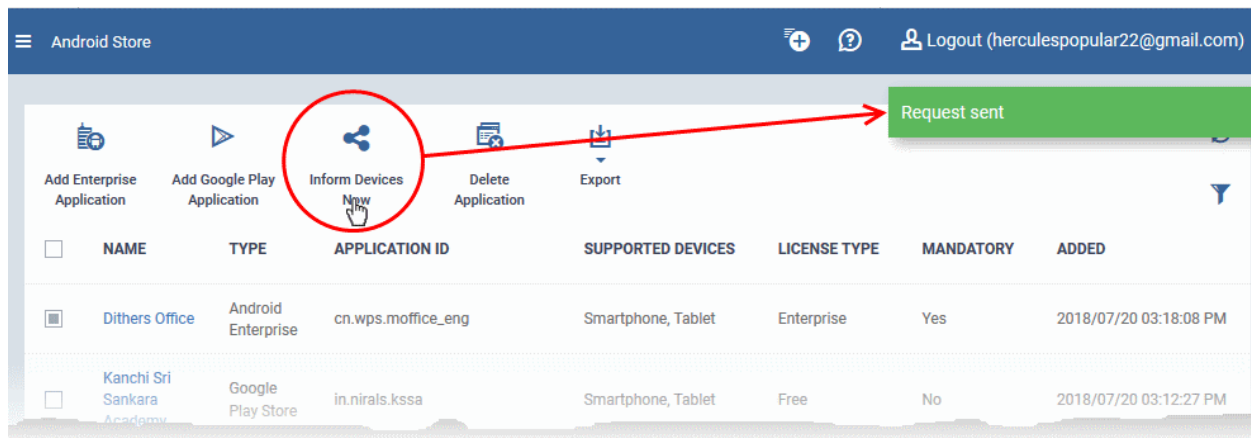 Android Store
Logout (herculespopular22@gmail.com)
Request sent
Add Enterprise Application
Add Google Play Application
Inform Devices Now
Delete Application
Export
NAME TYPE APPLICATION ID SUPPORTED DEVICES LICENSE TYPE MANDATORY ADDED
Dithers Office Android Enterprise cn.wps.moffice_eng Smartphone, Tablet Enterprise Yes 2018/07/20 03:18:08 PM
Kanchi Sri Sankara Academy Google Play Store in.nirals.kssa Smartphone, Tablet Free No 2018/07/20 03:12:27 PM